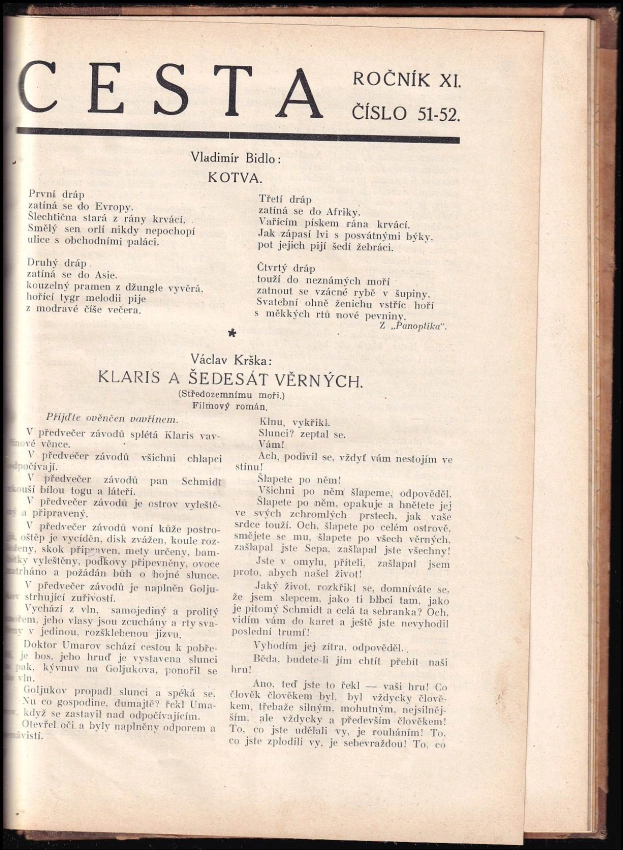 CESTA
ROČNÍK XI.
ČÍSLO 51-52.
Vladimír Bidlo:
KOTVA.
První dráp
zatíná se do Evropy.
Šlechtična stará z rány krvácí.
Smělý sen orlí nikdy nepochopí
ulice s obchodními paláci.
Druhý dráp
zatíná se do Asie.
kouzelný pramen z džungle vyvěrá,
hořící tygr melodii pije
z modravé číše večera.
Třetí dráp
zatíná se do Afriky.
Vařícím pískem rána krvácí.
Jak zápasí lvi s posvátnými býky,
pot jejich pijí šedí žebráci.
Čtvrtý dráp
touží do neznámých moří
zatnout se vzácné rybě v šupiny.
Svatební ohně ženichu vstříc hoří
s měkkých rtů nové pevniny.
Z „Panoptika“.
*
Václav Krška:
KLARIS A ŠEDESÁT VĚRNÝCH.
(Středozemnímu moři.)
Filmový román.
Přijďte ověnčen vavřínem.
V předvečer závodů splétá Klaris vav-
nové věnce.
V předvečer závodů všichni chlapci
počívají.
V předvečer závodů pan Schmidt
kouší bílou togu a láteří.
V předvečer závodů je ostrov vyleště-
ý a připravený.
V předvečer závodů voní kůže postro-
oštěp je vycíděn, disk zvážen, koule roz-
eny, skok připraven, mety určeny, bam-
ky vyleštěny, podkovy připevněny, ovoce
trháno a požádán bůh o hojné slunce.
V předvečer závodů je naplněn Golju-
strhující zuřivostí.
Vychází z vln, samojediný a prolitý
otem, jeho vlasy jsou zcuchány a rty sva-
y v jedinou, rozšklebenou jizvu.
Doktor Umarov schází cestou k pobře-
je bos, jeho hruď je vystavena slunci
pak, kývnuv na Goljukova, ponořil se
vln.
Goljukov propadl slunci a spéká se.
Nu co gospodine, dumajtě? řekl Uma-
když se zastavil nad odpočívajícím.
Otevřel oči a byly naplněny odporem a
návistí.
Klnu, vykřikl.
Slunci? zeptal se.
Vám!
Ach, podivil se, vždyť vám nestojím ve
stínu!
Šlapete po něm!
Všichni po něm šlapeme, odpověděl.
Šlapete po něm, opakuje a hnětete jej
ve svých zchromlých prstech, jak vaše
srdce touží. Och, šlapete po celém ostrově,
smějete se mu, šlapete po všech věrných,
zašlapal jste Sepa, zašlapal jste všechny!
Jste v omylu, příteli, zašlapal jsem
proto, abych našel život!
Jaký život, rozkřikl se, domníváte se,
že jsem slepcem, jako ti blbci tam, jako
je pitomý Schmidt a celá ta sebranka? Och,
vidím vám do karet a ještě jste nevyhodil
poslední trumf!
Vyhodím jej zítra, odpověděl.
Běda, budete-li jím chtít přebít naši
hru!
Ano, teď jste to řekl — vaši hru! Co
člověk člověkem byl, byl vždycky člově-
kem, třebaže silným, mohutným, nejsilněj-
ším, ale vždycky a především člověkem!
To, co jste udělali vy, je rouháním! To,
co jste zplodili vy, je sebevraždou! To, co